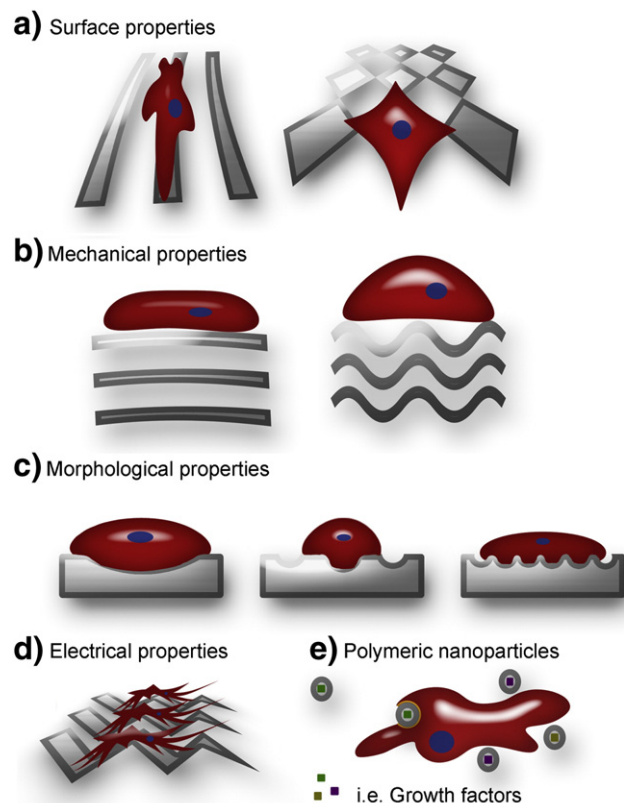 a) Surface properties
b) Mechanical properties
c) Morphological properties
d) Electrical properties
e) Polymeric nanoparticles
i.e. Growth factors